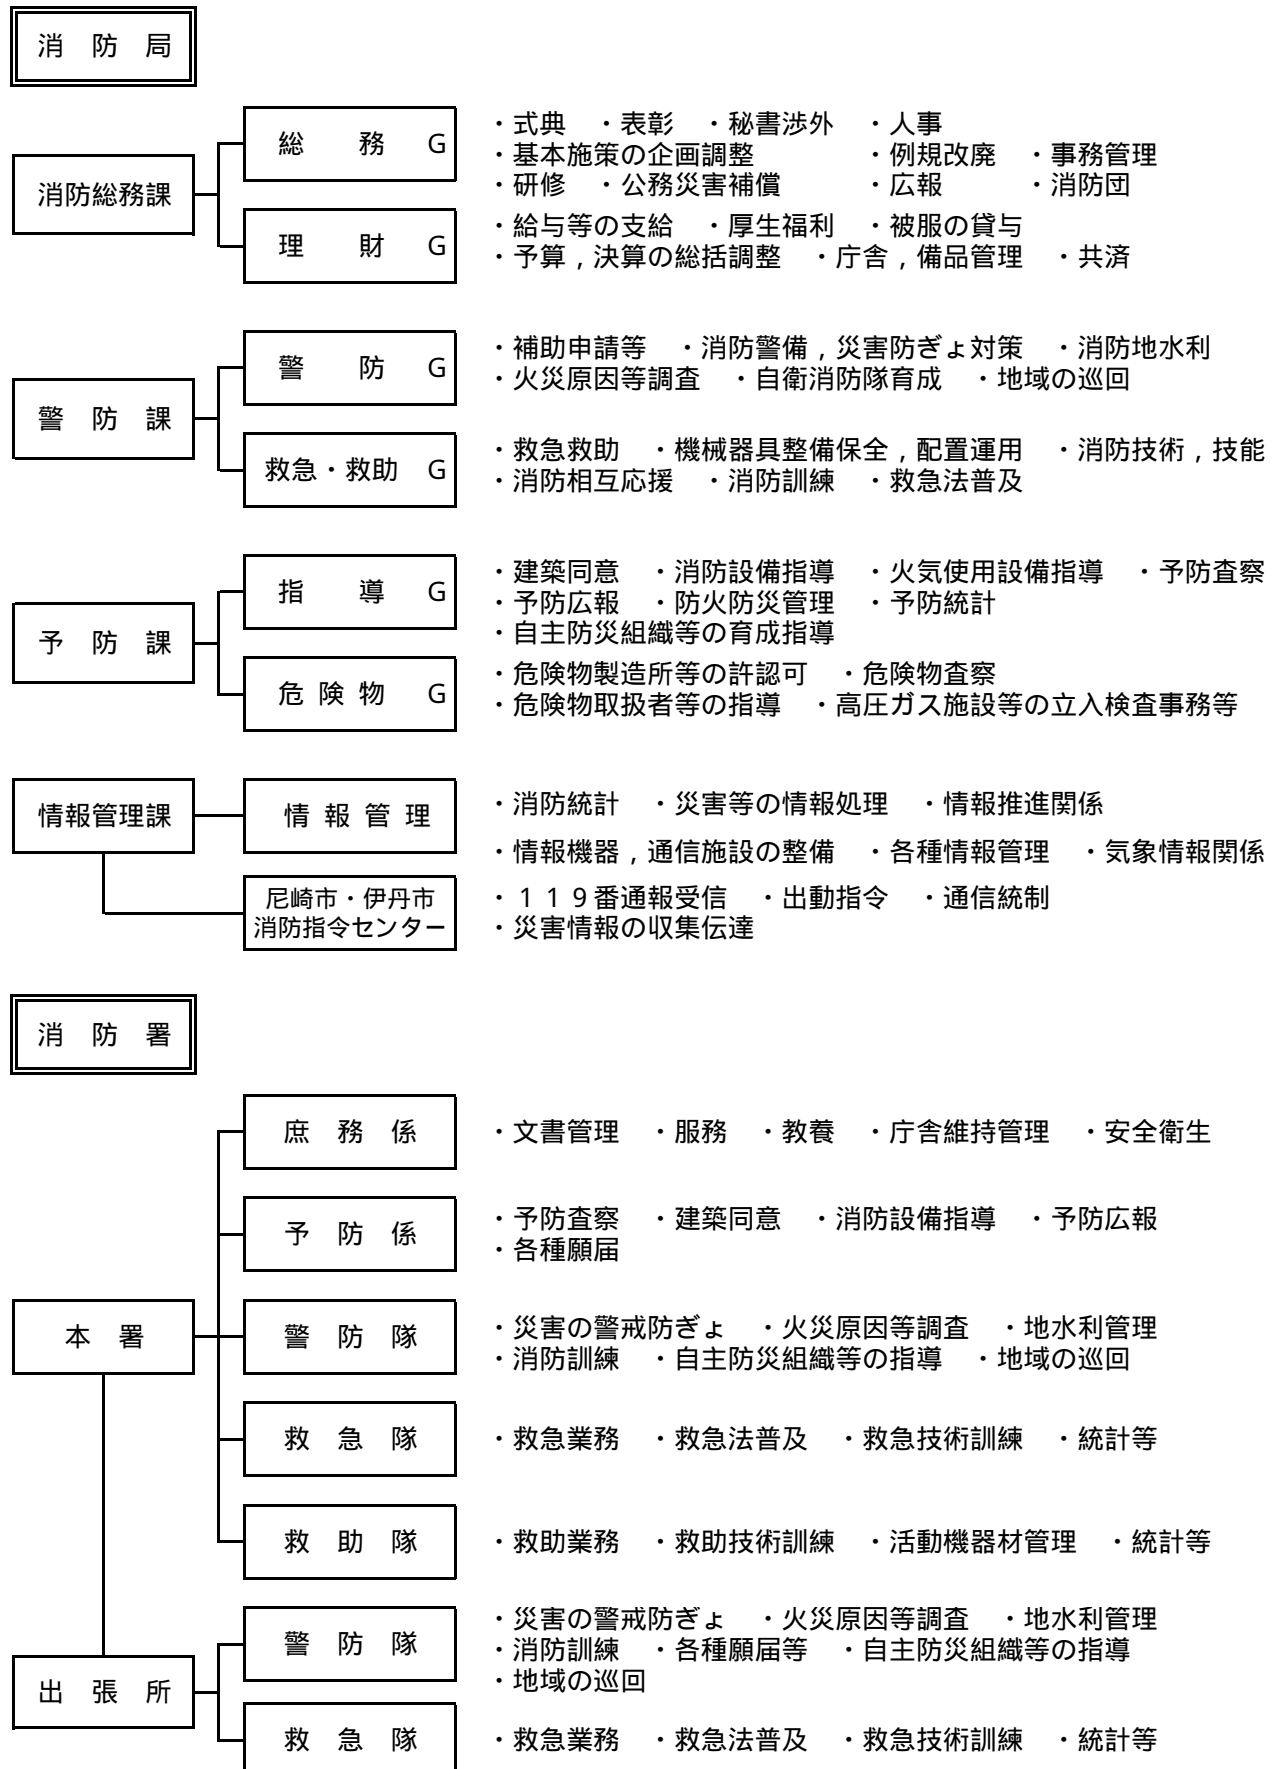 消　防　局
消防総務課
総　　務　G
・式典　・表彰　・秘書渉外　・人事
・基本施策の企画調整　　　　・例規改廃　・事務管理
・研修　・公務災害補償　　　・広報　　　・消防団
理　　財　G
・給与等の支給　・厚生福利　・被服の貸与
・予算，決算の総括調整　・庁舎，備品管理　・共済
警　防　課
警　　防　G
・補助申請等　・消防警備，災害防ぎょ対策　・消防地水利
・火災原因等調査　・自衛消防隊育成　・地域の巡回
救急・救助　G
・救急救助　・機械器具整備保全，配置運用　・消防技術，技能
・消防相互応援　・消防訓練　・救急法普及
予　防　課
指　　導　G
・建築同意　・消防設備指導　・火気使用設備指導　・予防査察
・予防広報　・防火防災管理　・予防統計
・自主防災組織等の育成指導
危 険 物　G
・危険物製造所等の許認可　・危険物査察
・危険物取扱者等の指導　・高圧ガス施設等の立入検査事務等
情報管理課
情 報 管 理
・消防統計　・災害等の情報処理　・情報推進関係
・情報機器，通信施設の整備　・各種情報管理　・気象情報関係
尼崎市・伊丹市
消防指令センター
・１１９番通報受信　・出動指令　・通信統制
・災害情報の収集伝達
消　防　署
本　署
庶　務　係
・文書管理　・服務　・教養　・庁舎維持管理　・安全衛生
予　防　係
・予防査察　・建築同意　・消防設備指導　・予防広報
・各種願届
警　防　隊
・災害の警戒防ぎょ　・火災原因等調査　・地水利管理
・消防訓練　・自主防災組織等の指導　・地域の巡回
救　急　隊
・救急業務　・救急法普及　・救急技術訓練　・統計等
救　助　隊
・救助業務　・救助技術訓練　・活動機器材管理　・統計等
出　張　所
警　防　隊
・災害の警戒防ぎょ　・火災原因等調査　・地水利管理
・消防訓練　・各種願届等　・自主防災組織等の指導
・地域の巡回
救　急　隊
・救急業務　・救急法普及　・救急技術訓練　・統計等